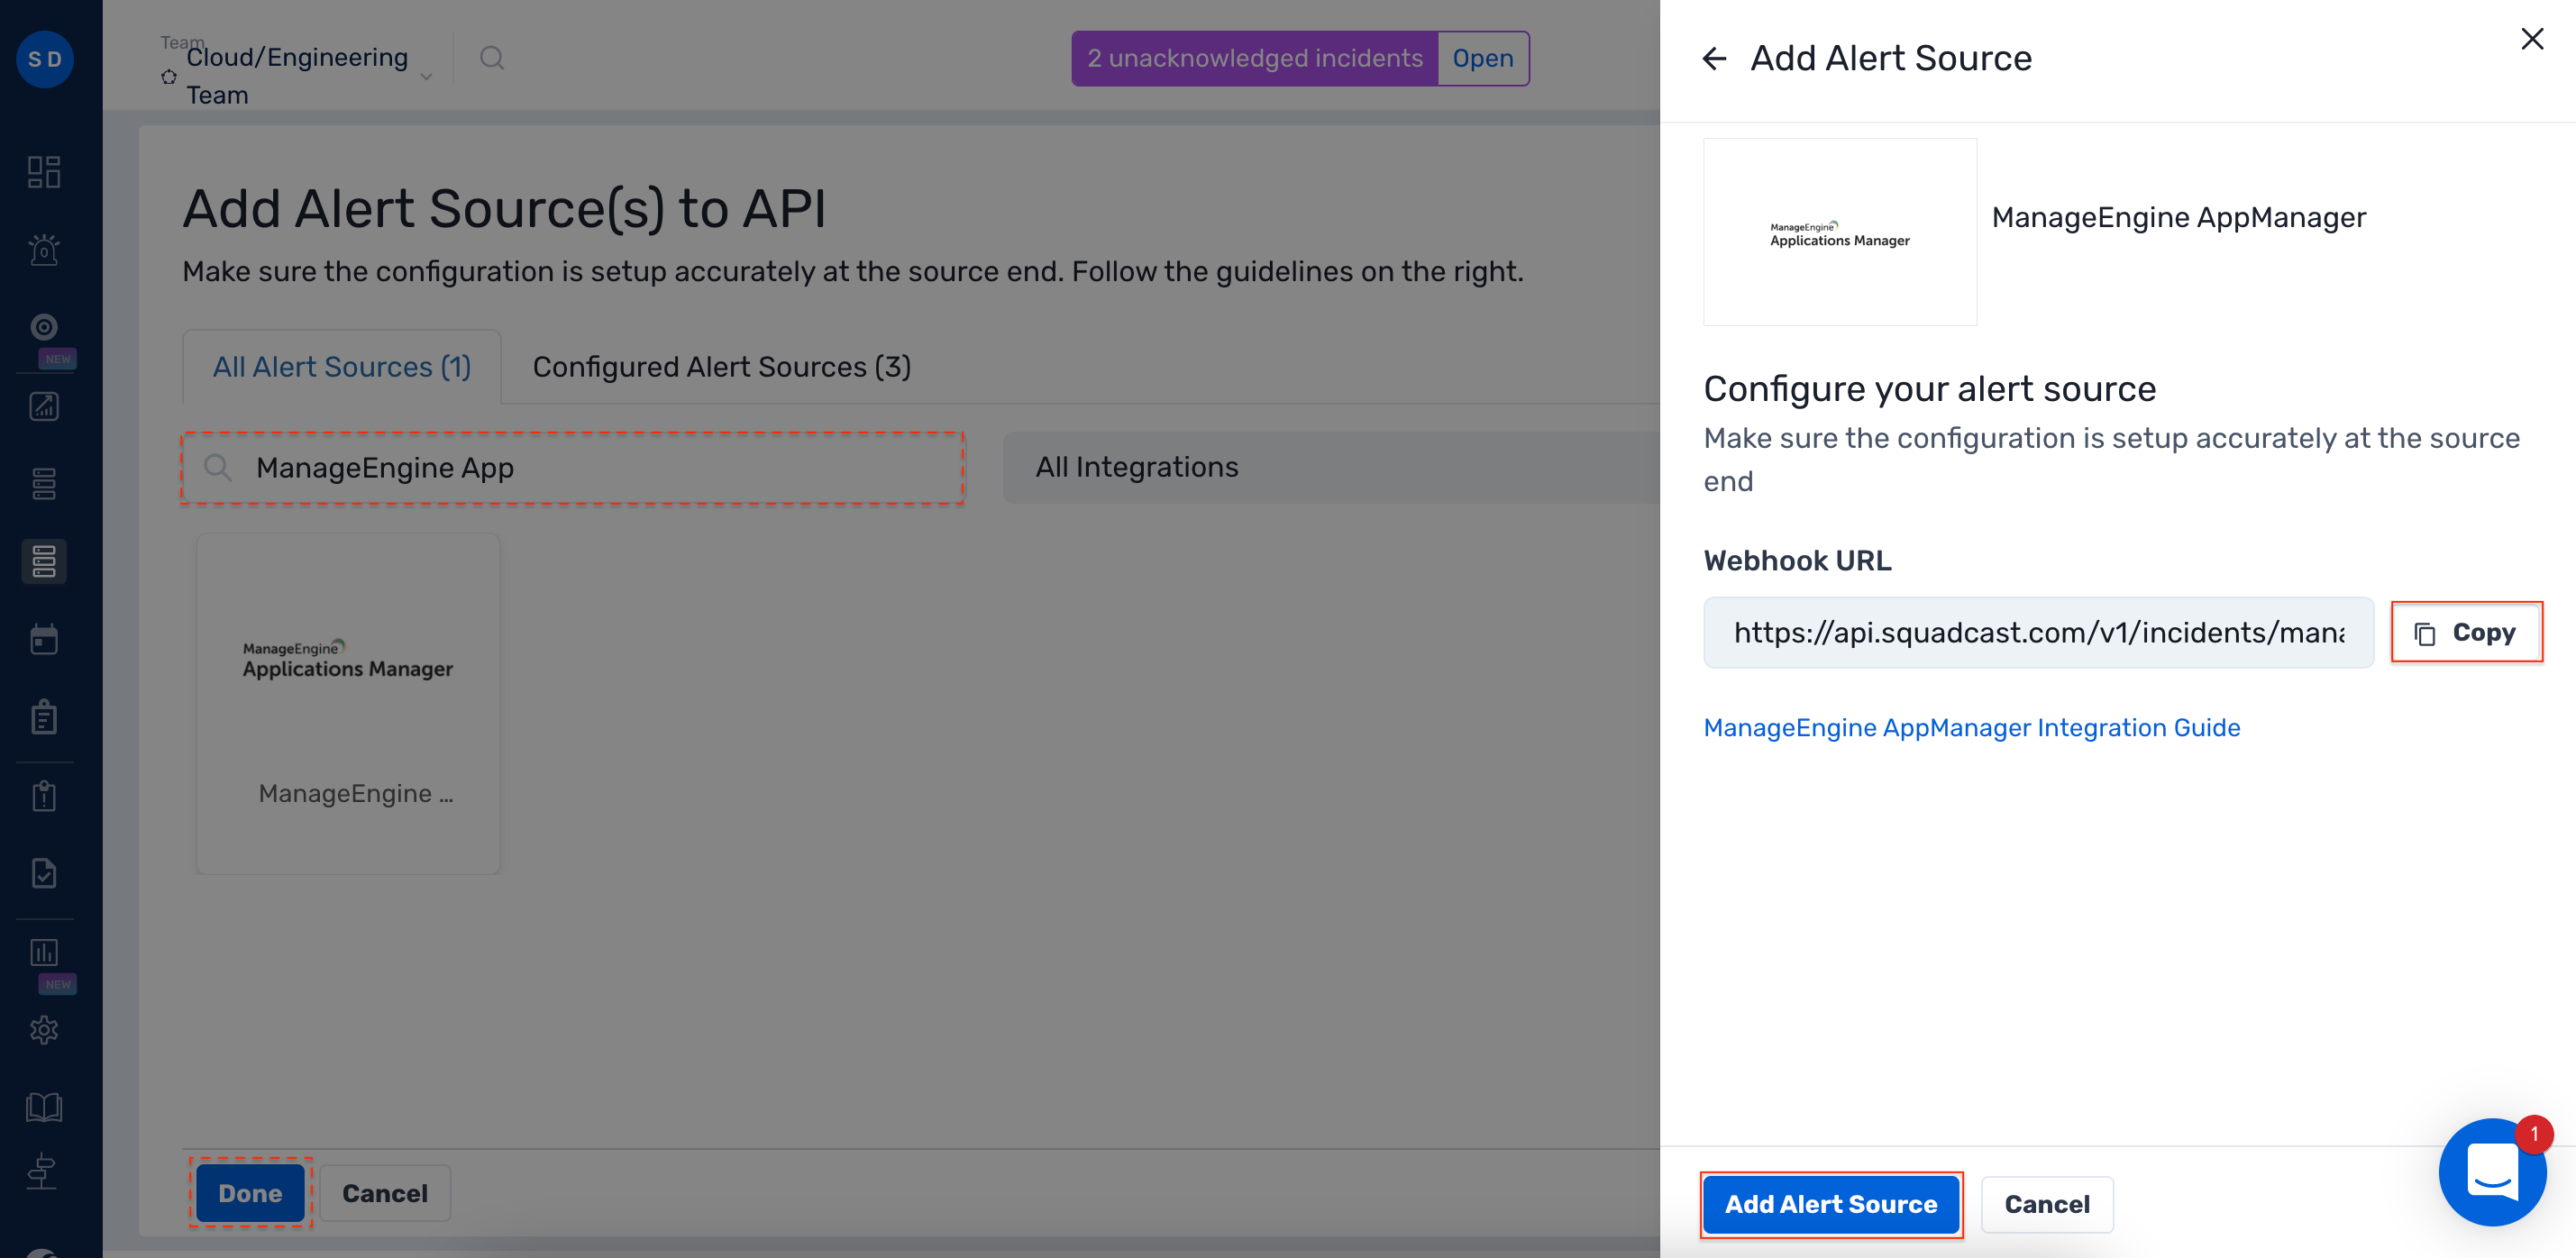 S D
Team
Cloud/Engineering
Team
2 unacknowledged incidents
Open
Add Alert Source(s) to API
Make sure the configuration is setup accurately at the source end. Follow the guidelines on the right.
All Alert Sources (1)
Configured Alert Sources (3)
ManageEngine App
All Integrations
ManageEngine
Applications Manager
ManageEngine ...
Done
Cancel
0
NEW
NEW
Add Alert Source
ManageEngine
Applications Manager
ManageEngine AppManager
Configure your alert source
Make sure the configuration is setup accurately at the source
end
Webhook URL
https://api.squadcast.com/v1/incidents/mana
Copy
ManageEngine AppManager Integration Guide
1
Add Alert Source
Cancel